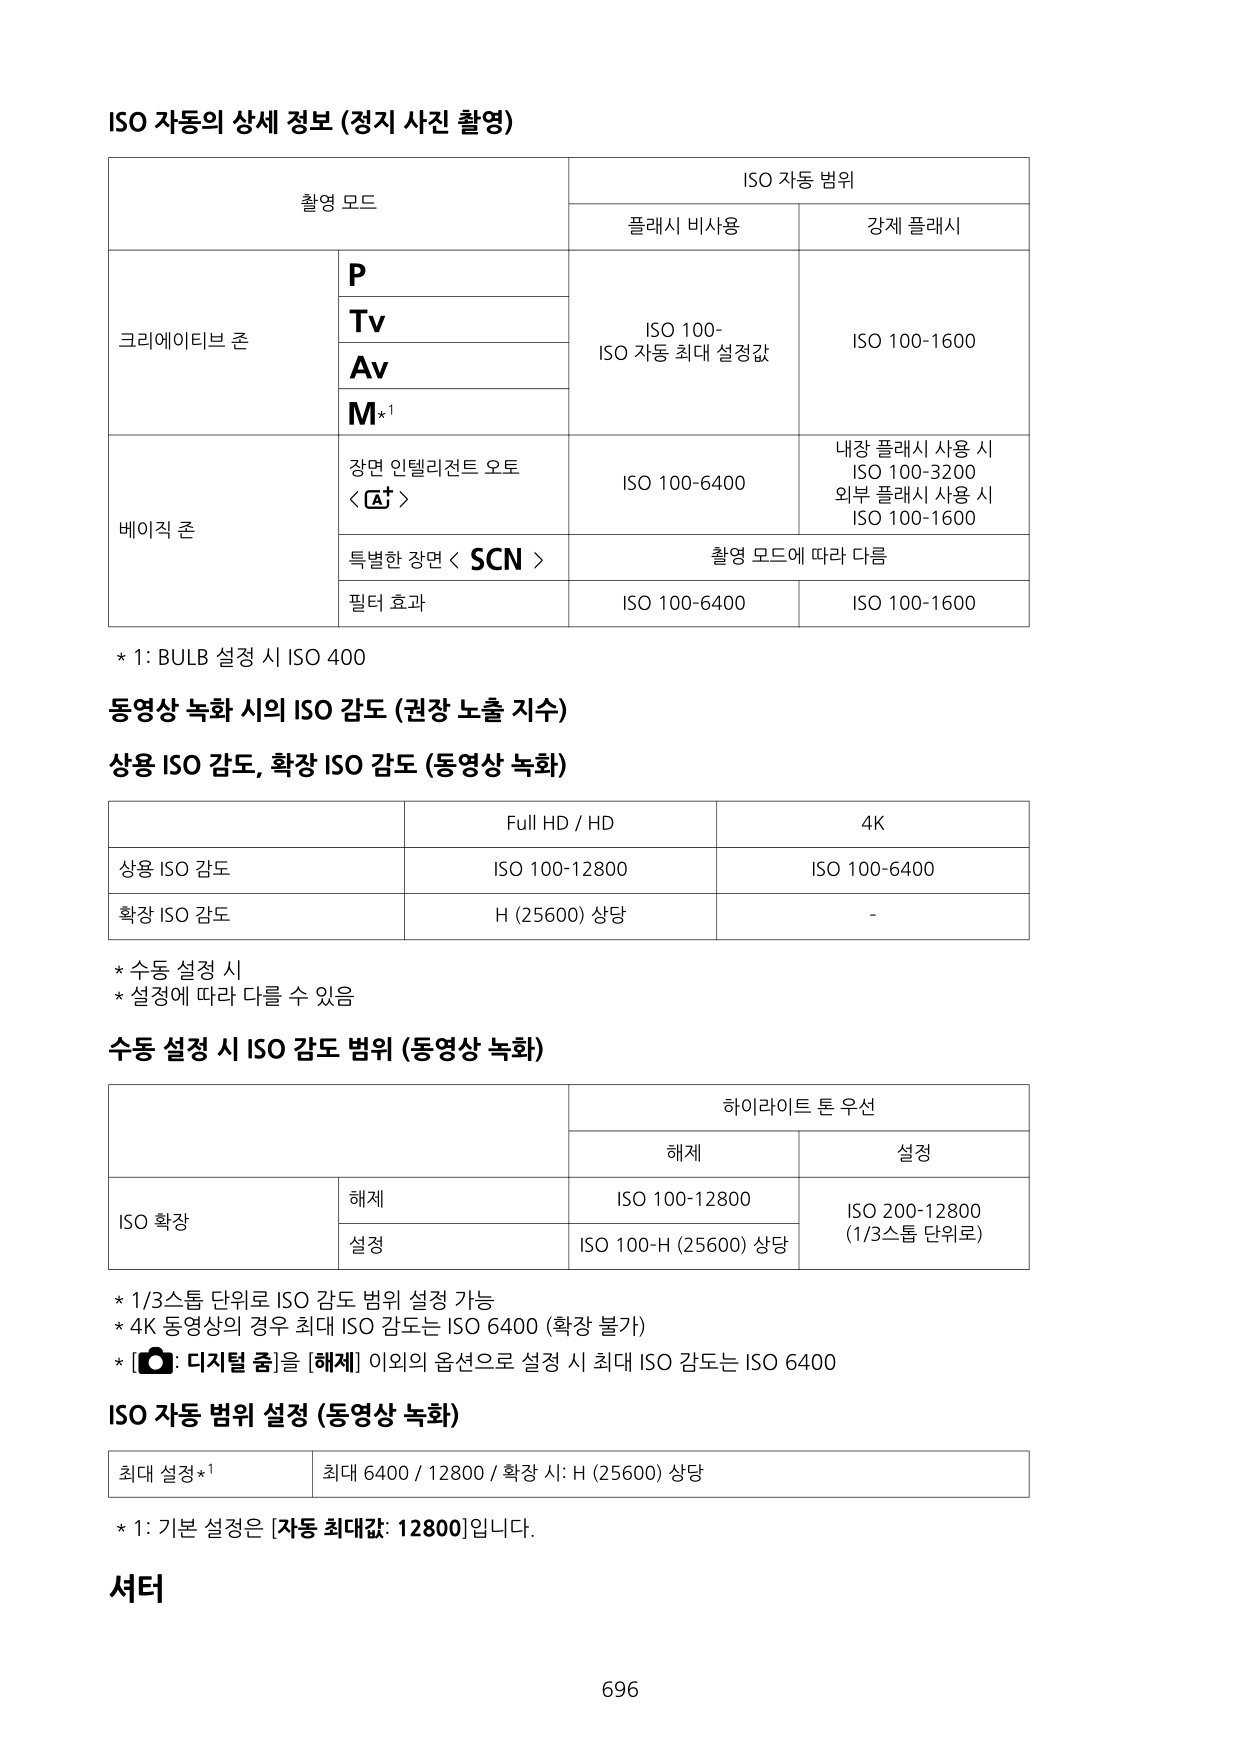 ISO 자동의 상세 정보 (정지 사진 촬영)
촬영 모드
ISO 자동 범위
플래시 비사용
강제 플래시
크리에이티브 존
P
Tv
Av
M*1
ISO 100-
ISO 자동 최대 설정값
ISO 100-1600
베이직 존
장면 인텔리전트 오토
< A+ >
ISO 100-6400
내장 플래시 사용 시
ISO 100-3200
외부 플래시 사용 시
ISO 100-1600
특별한 장면 < SCN >
촬영 모드에 따라 다름
필터 효과
ISO 100-6400
ISO 100-1600
* 1: BULB 설정 시 ISO 400
동영상 녹화 시의 ISO 감도 (권장 노출 지수)
상용 ISO 감도, 확장 ISO 감도 (동영상 녹화)
Full HD / HD
4K
상용 ISO 감도
ISO 100-12800
ISO 100-6400
확장 ISO 감도
H (25600) 상당
-
* 수동 설정 시
* 설정에 따라 다를 수 있음
수동 설정 시 ISO 감도 범위 (동영상 녹화)
하이라이트 톤 우선
해제
설정
ISO 확장
해제
ISO 100-12800
ISO 200-12800
(1/3스톱 단위로)
설정
ISO 100-H (25600) 상당
* 1/3스톱 단위로 ISO 감도 범위 설정 가능
* 4K 동영상의 경우 최대 ISO 감도는 ISO 6400 (확장 불가)
* [: 디지털 줌]을 [해제] 이외의 옵션으로 설정 시 최대 ISO 감도는 ISO 6400
ISO 자동 범위 설정 (동영상 녹화)
최대 설정*1
최대 6400 / 12800 / 확장 시: H (25600) 상당
* 1: 기본 설정은 [자동 최대값: 12800]입니다.
셔터
696